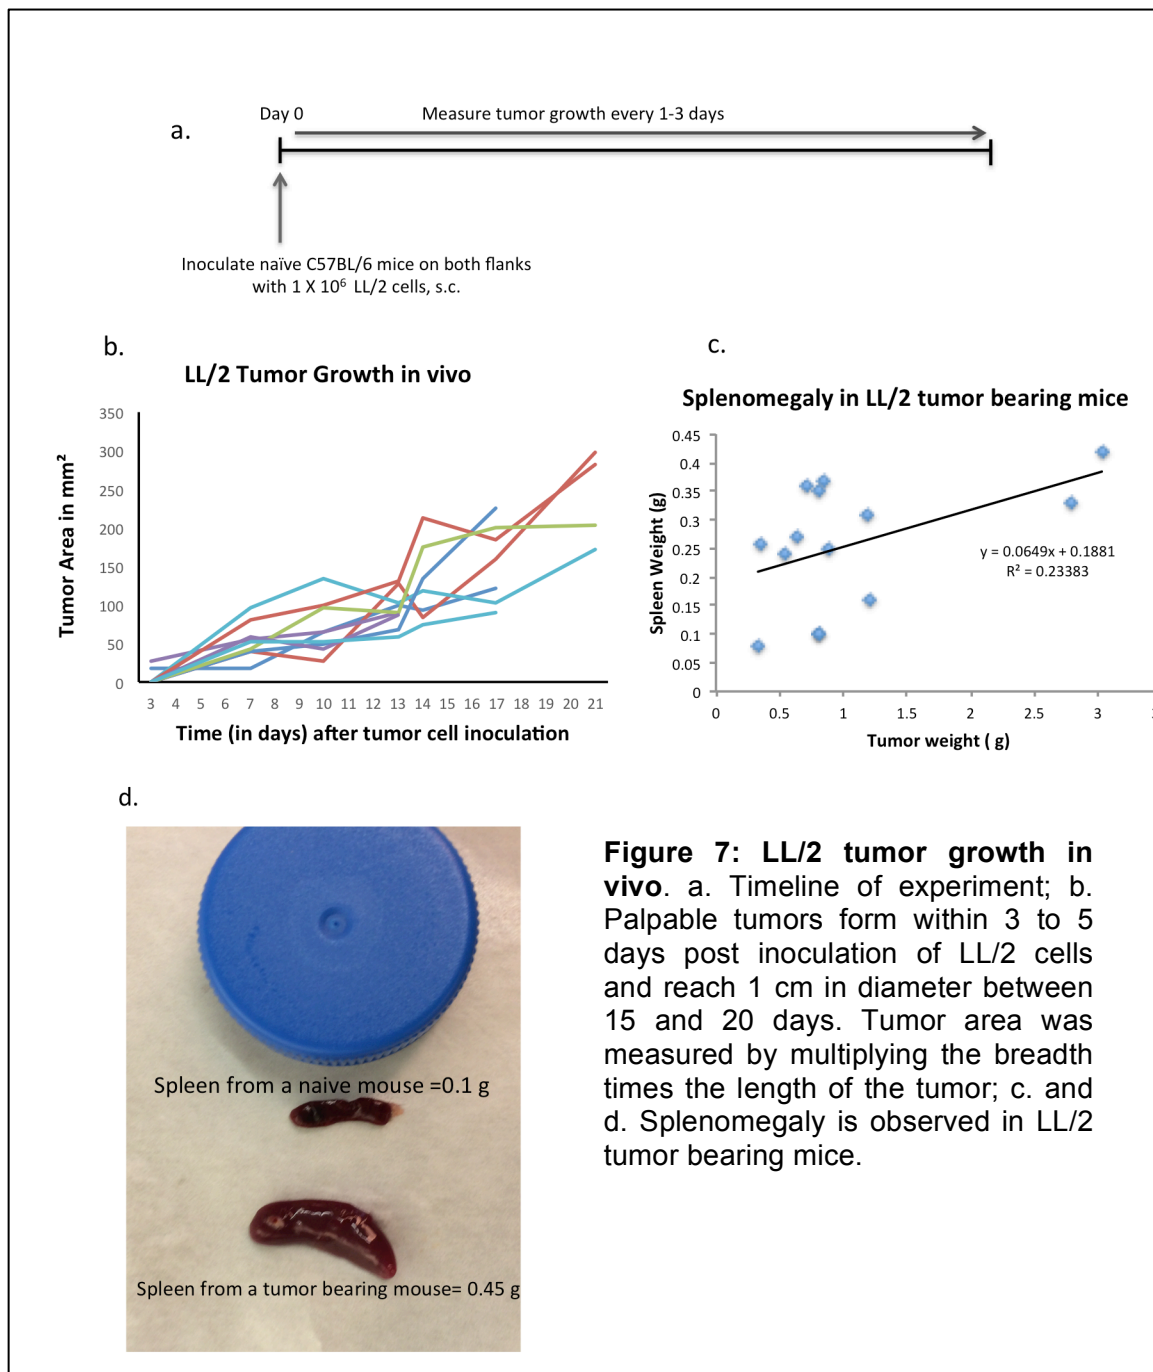 a.
Day 0
Measure tumor growth every 1-3 days
Inoculate naïve C57BL/6 mice on both flanks
with 1 X 10⁶ LL/2 cells, s.c.
b.
LL/2 Tumor Growth in vivo
350
300
250
200
150
100
50
0
Tumor Area in mm²
3 4 5 6 7 8 9 10 11 12 13 14 15 16 17 18 19 20 21
Time (in days) after tumor cell inoculation
c.
Splenomegaly in LL/2 tumor bearing mice
0.45
0.4
0.35
0.3
0.25
0.2
0.15
0.1
0.05
0
Spleen Weight (g)
y = 0.0649x + 0.1881
R² = 0.23383
0 0.5 1 1.5 2 2.5 3
Tumor weight ( g)
d.
Spleen from a naive mouse =0.1 g
Spleen from a tumor bearing mouse= 0.45 g
Figure 7: LL/2 tumor growth in
vivo. a. Timeline of experiment; b.
Palpable tumors form within 3 to 5
days post inoculation of LL/2 cells
and reach 1 cm in diameter between
15 and 20 days. Tumor area was
measured by multiplying the breadth
times the length of the tumor; c. and
d. Splenomegaly is observed in LL/2
tumor bearing mice.